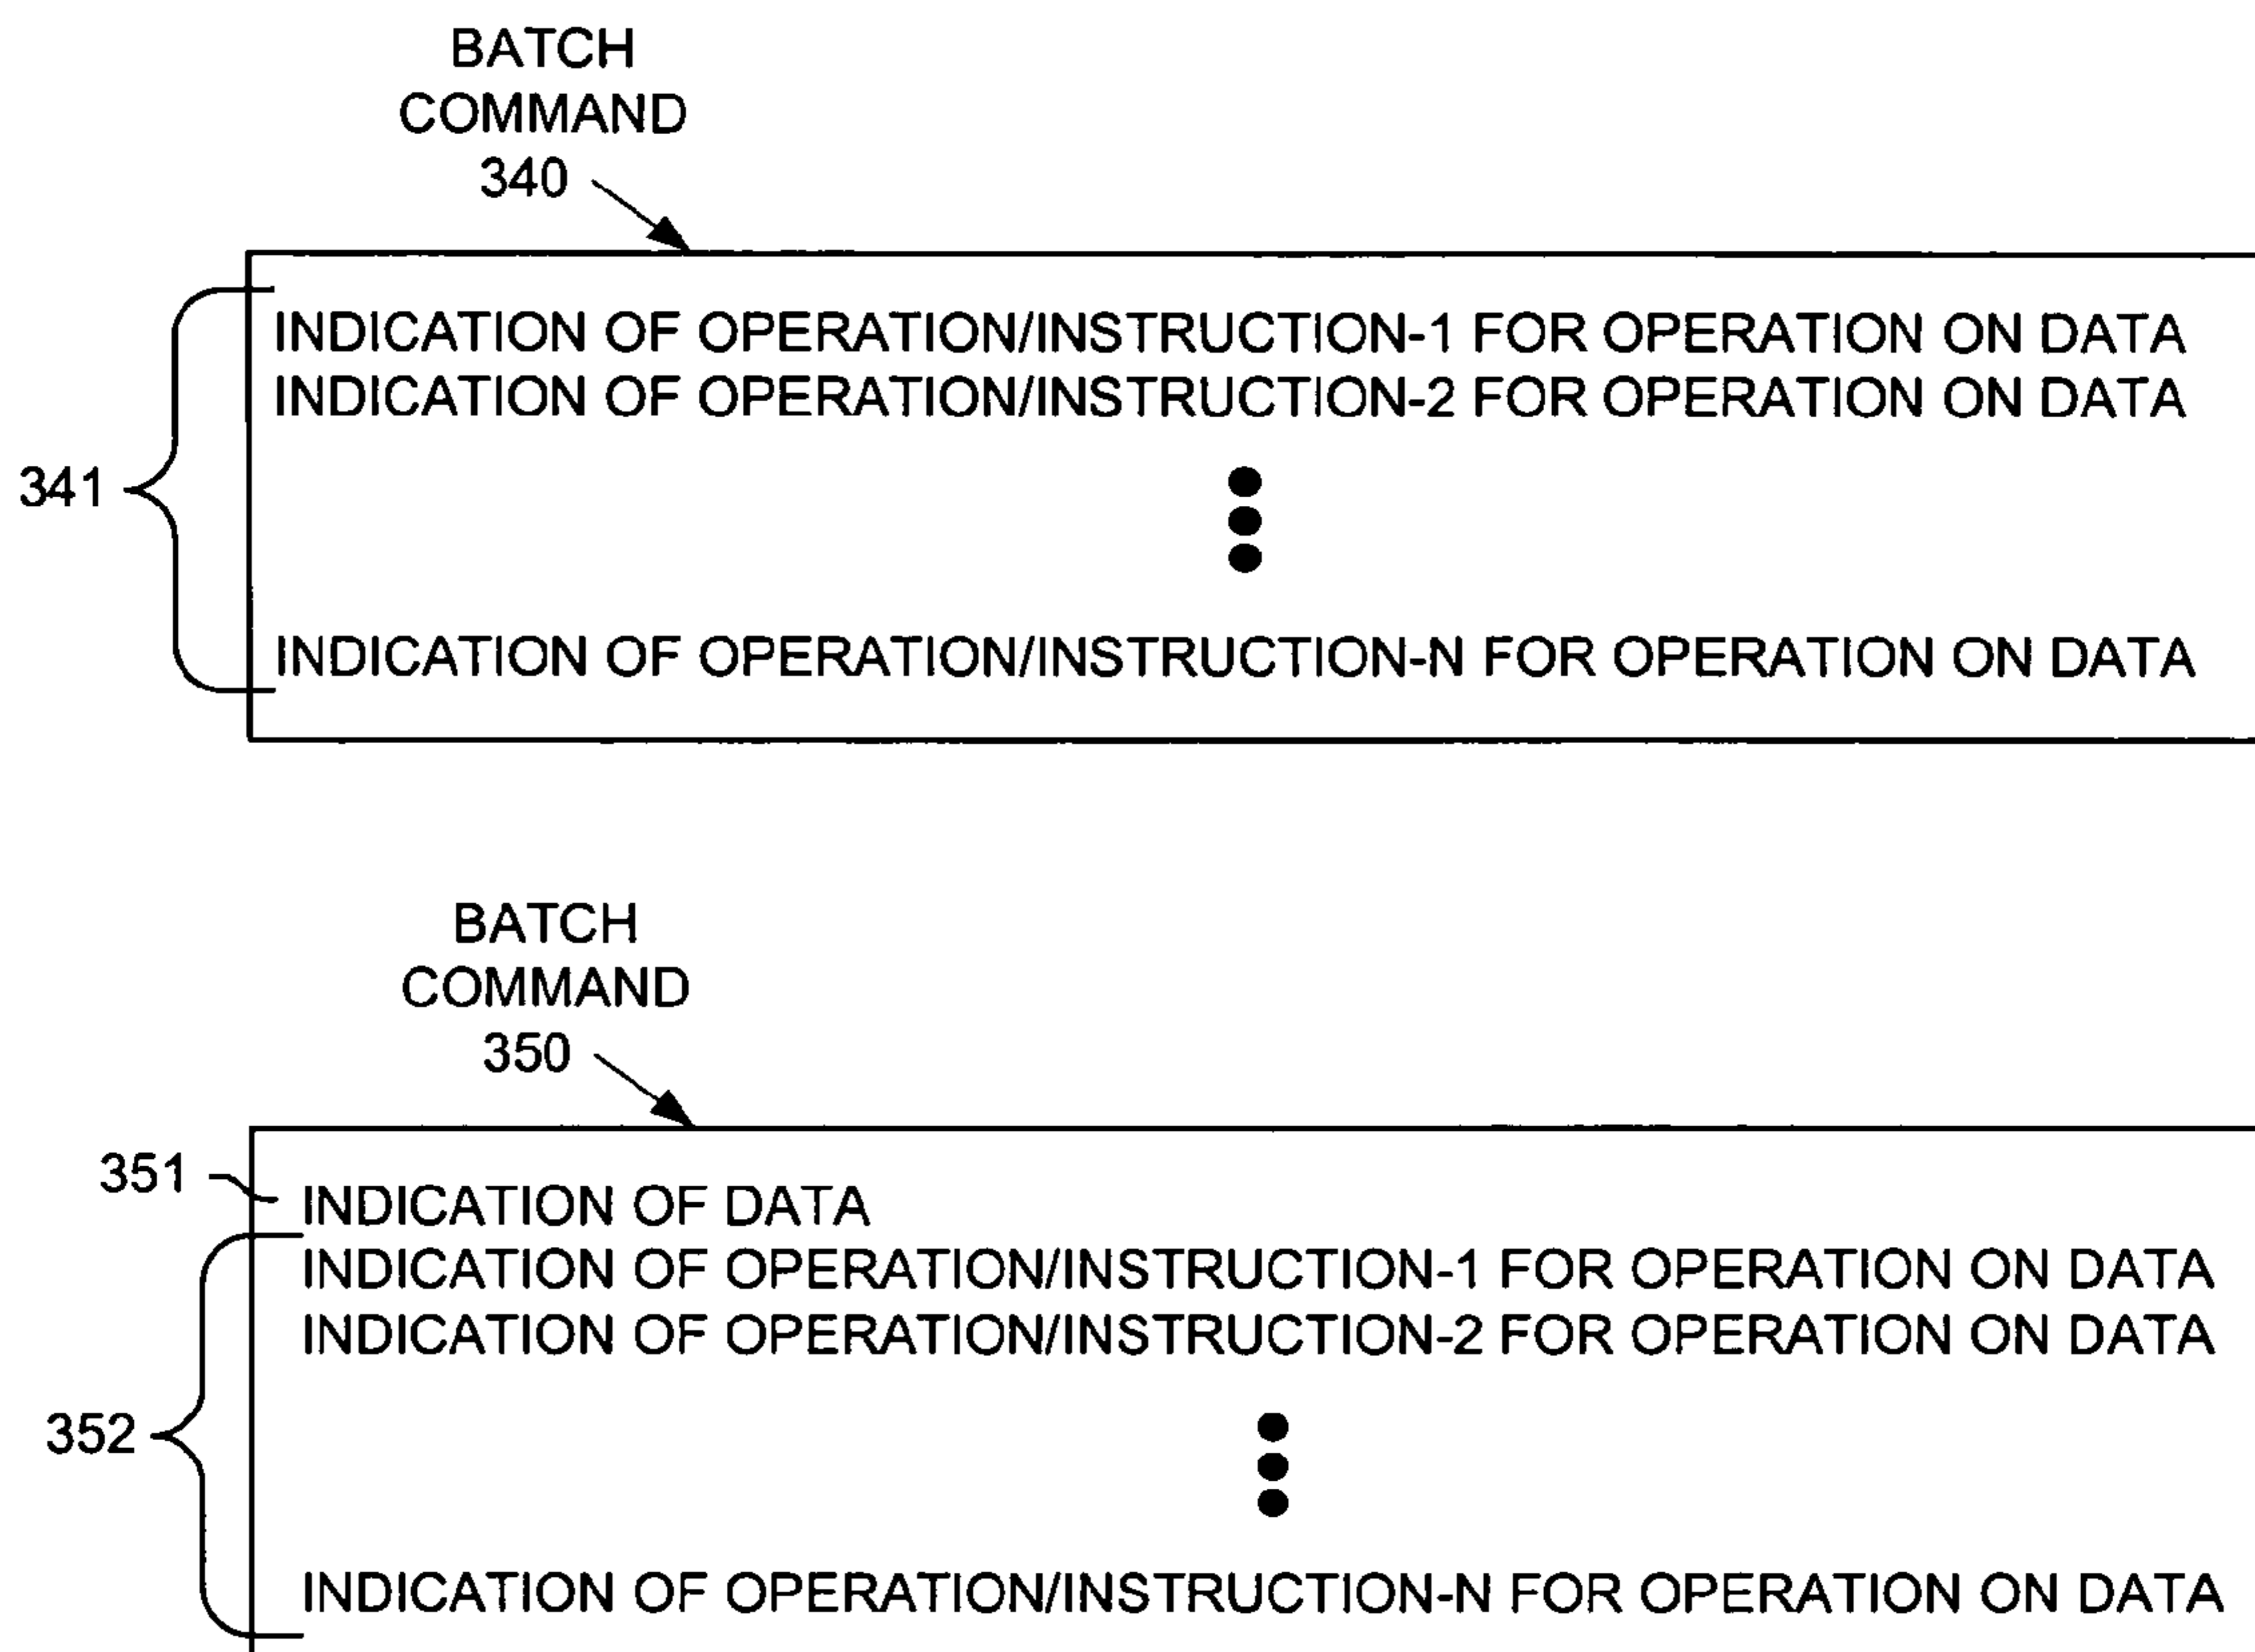 BATCH
COMMAND
340
INDICATION OF OPERATION/INSTRUCTION-1 FOR OPERATION ON DATA
INDICATION OF OPERATION/INSTRUCTION-2 FOR OPERATION ON DATA
341
INDICATION OF OPERATION/INSTRUCTION-N FOR OPERATION ON DATA
BATCH
COMMAND
350
351
INDICATION OF DATA
INDICATION OF OPERATION/INSTRUCTION-1 FOR OPERATION ON DATA
INDICATION OF OPERATION/INSTRUCTION-2 FOR OPERATION ON DATA
352
INDICATION OF OPERATION/INSTRUCTION-N FOR OPERATION ON DATA